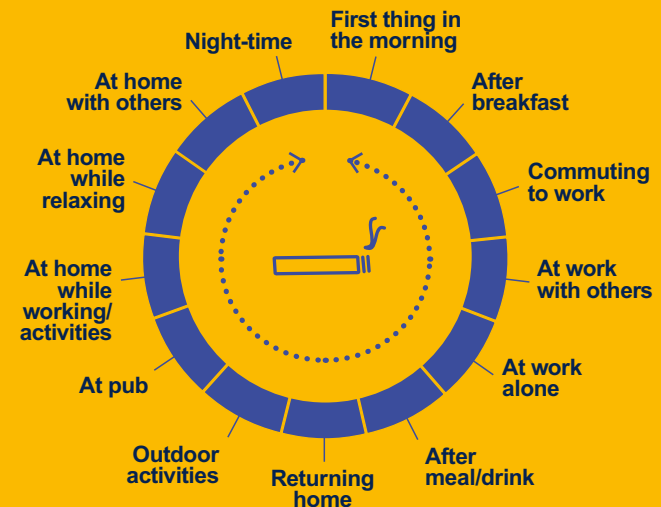 First thing in
the morning
After
breakfast
Commuting
to work
At work
with others
At work
alone
After
meal/drink
Returning
home
Outdoor
activities
At pub
At home
while
working/
activities
At home
while
relaxing
At home
with others
Night-time